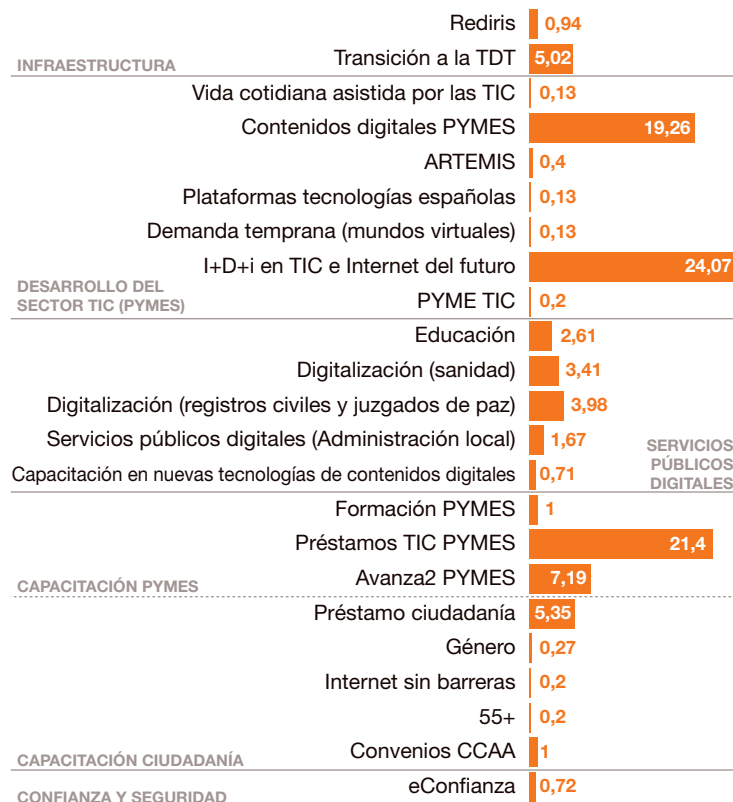 Rediris 0,94
Transición a la TDT 5,02
INFRAESTRUCTURA
Vida cotidiana asistida por las TIC 0,13
Contenidos digitales PYMES 19,26
ARTEMIS 0,4
Plataformas tecnologías españolas 0,13
Demanda temprana (mundos virtuales) 0,13
I+D+i en TIC e Internet del futuro 24,07
DESARROLLO DEL
SECTOR TIC (PYMES)
PYME TIC 0,2
Educación 2,61
Digitalización (sanidad) 3,41
Digitalización (registros civiles y juzgados de paz) 3,98
Servicios públicos digitales (Administración local) 1,67
Capacitación en nuevas tecnologías de contenidos digitales 0,71
SERVICIOS
PÚBLICOS
DIGITALES
Formación PYMES 1
Préstamos TIC PYMES 21,4
Avanza2 PYMES 7,19
CAPACITACIÓN PYMES
Préstamo ciudadanía 5,35
Género 0,27
Internet sin barreras 0,2
55+ 0,2
Convenios CCAA 1
CAPACITACIÓN CIUDADANÍA
eConfianza 0,72
CONFIANZA Y SEGURIDAD